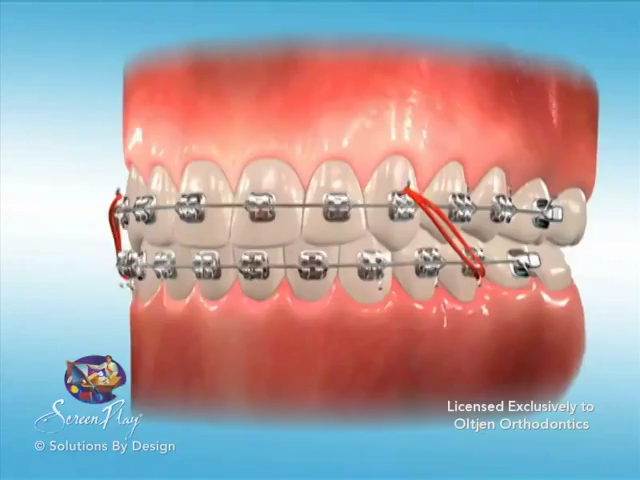 ScreenPlay
© Solutions By Design
Licensed Exclusively to
Oltjen Orthodontics